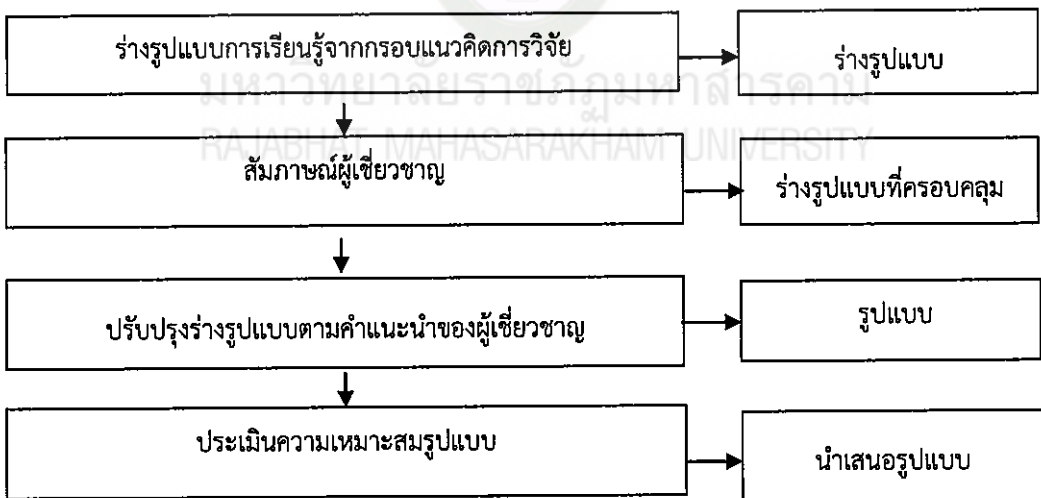 ร่างรูปแบบการเรียนรู้จากกรอบแนวคิดการวิจัย
ร่างรูปแบบ
มหาวิทยาลัยราชภัฏมหาสารคาม
RAJABHAT MAHASARAKHAM UNIVERSITY
สัมภาษณ์ผู้เชี่ยวชาญ
ร่างรูปแบบที่ครอบคลุม
ปรับปรุงร่างรูปแบบตามคำแนะนำของผู้เชี่ยวชาญ
รูปแบบ
ประเมินความเหมาะสมรูปแบบ
นำเสนอรูปแบบ